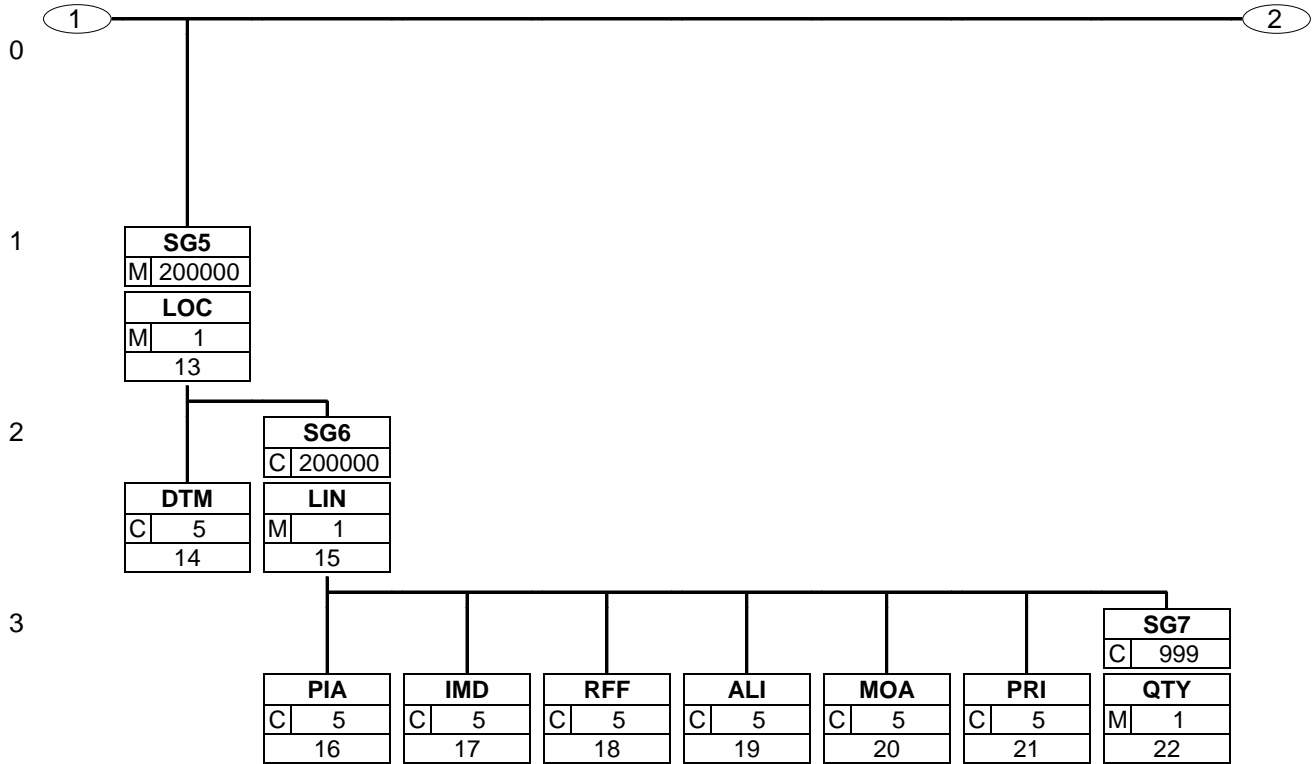 1 2
0
1
SG5
M 200000
LOC
M 1
13
2
SG6
C 200000
DTM LIN
C 5 M 1
14 15
3
SG7
C 999
PIA IMD RFF ALI MOA PRI QTY
C 5 C 5 C 5 C 5 C 5 C 5 M 1
16 17 18 19 20 21 22